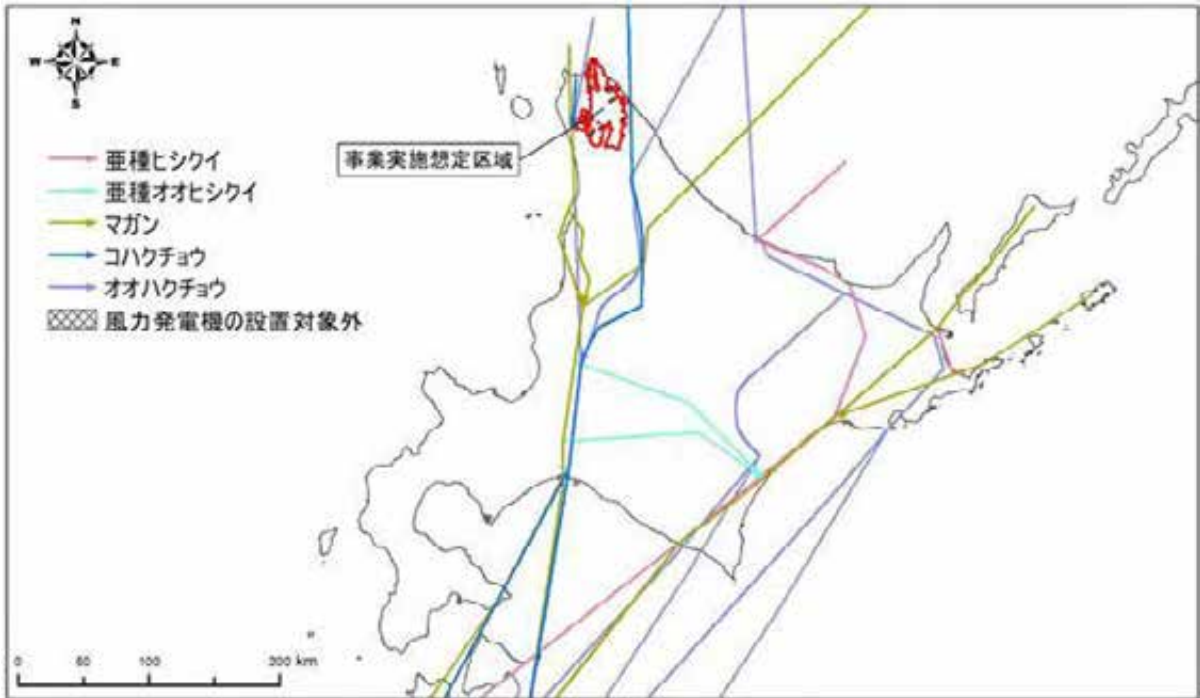 N
W E
S
亜種ヒシクイ
亜種オオヒシクイ
マガン
コハクチョウ
オオハクチョウ
風力発電機の設置対象外
事業実施想定区域
0 50 100 200 km